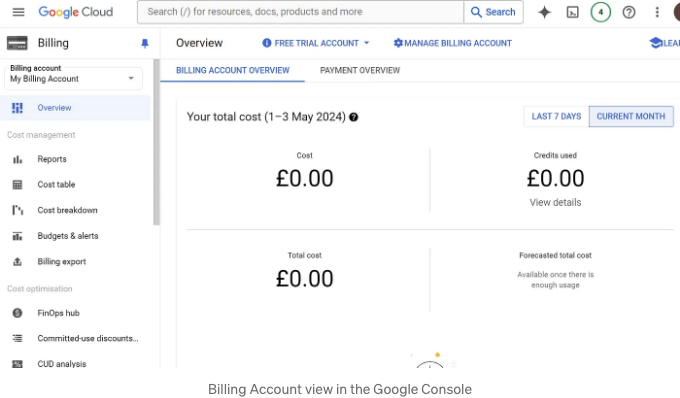 Google Cloud
Search (/) for resources, docs, products and more
Search
4
Billing
Overview
FREE TRIAL ACCOUNT
MANAGE BILLING ACCOUNT
LEAR
Billing account
My Billing Account
BILLING ACCOUNT OVERVIEW
PAYMENT OVERVIEW
Overview
Cost management
Reports
Cost table
Cost breakdown
Budgets & alerts
Billing export
Cost optimisation
FinOps hub
Committed-use discounts...
CUD analysis
Your total cost (1–3 May 2024)
LAST 7 DAYS
CURRENT MONTH
Cost
£0.00
Credits used
£0.00
View details
Total cost
£0.00
Forecasted total cost
Available once there is
enough usage
Billing Account view in the Google Console